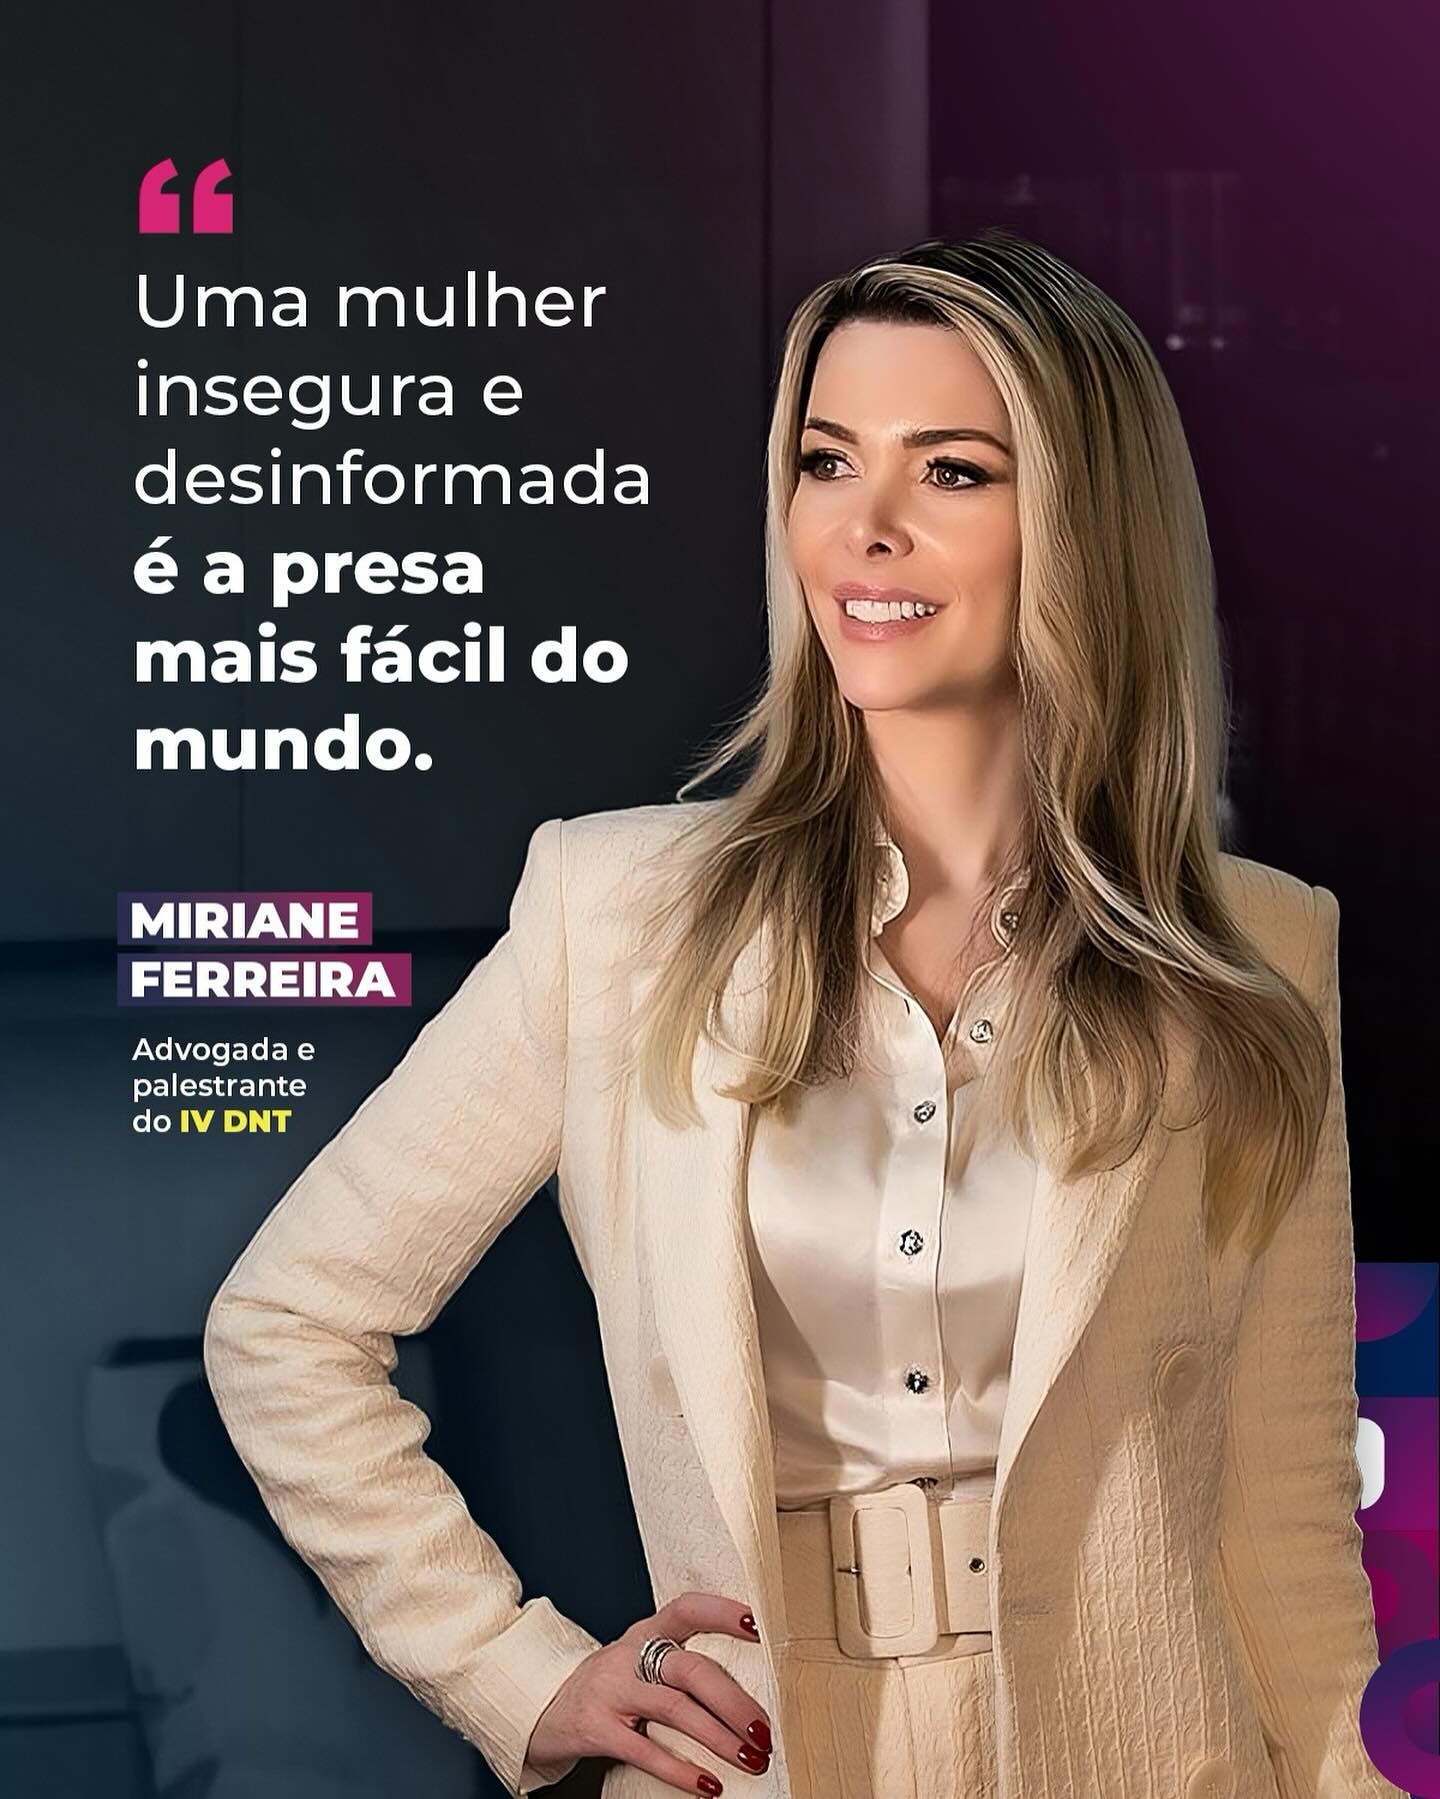 “
Uma mulher
insegura e
desinformada
é a presa
mais fácil do
mundo.
MIRIANE
FERREIRA
Advogada e
palestrante
do IV DNT